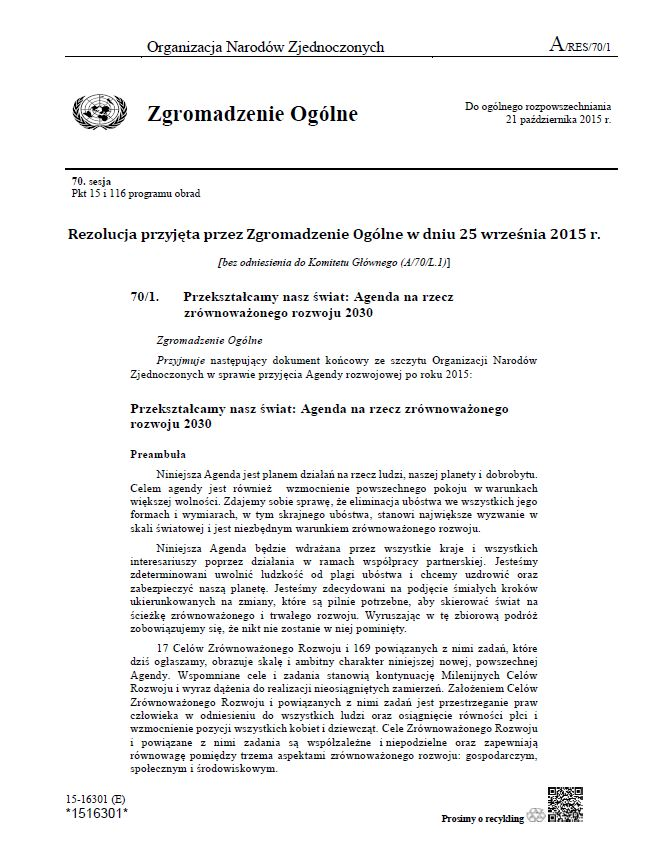 Organizacja Narodów Zjednoczonych A/RES/70/1
Zgromadzenie Ogólne
Do ogólnego rozpowszechniania
21 października 2015 r.
70. sesja
Pkt 15 i 116 programu obrad
Rezolucja przyjęta przez Zgromadzenie Ogólne w dniu 25 września 2015 r.
[bez odniesienia do Komitetu Głównego (A/70/L.1)]
70/1. Przekształcamy nasz świat: Agenda na rzecz
zrównoważonego rozwoju 2030
Zgromadzenie Ogólne
Przyjmuje następujący dokument końcowy ze szczytu Organizacji Narodów
Zjednoczonych w sprawie przyjęcia Agendy rozwojowej po roku 2015:
Przekształcamy nasz świat: Agenda na rzecz zrównoważonego
rozwoju 2030
Preambuła
Niniejsza Agenda jest planem działań na rzecz ludzi, naszej planety i dobrobytu.
Celem agendy jest również wzmocnienie powszechnego pokoju w warunkach
większej wolności. Zdajemy sobie sprawę, że eliminacja ubóstwa we wszystkich jego
formach i wymiarach, w tym skrajnego ubóstwa, stanowi największe wyzwanie w
skali światowej i jest niezbędnym warunkiem zrównoważonego rozwoju.
Niniejsza Agenda będzie wdrażana przez wszystkie kraje i wszystkich
interesariuszy poprzez działania w ramach współpracy partnerskiej. Jesteśmy
zdeterminowani uwolnić ludzkość od plagi ubóstwa i chcemy uzdrowić oraz
zabezpieczyć naszą planetę. Jesteśmy zdecydowani na podjęcie śmiałych kroków
ukierunkowanych na zmiany, które są pilnie potrzebne, aby skierować świat na
ścieżkę zrównoważonego i trwałego rozwoju. Wyruszając w tę zbiorową podróż
zobowiązujemy się, że nikt nie zostanie w niej pominięty.
17 Celów Zrównoważonego Rozwoju i 169 powiązanych z nimi zadań, które
dziś ogłaszamy, obrazuje skalę i ambitny charakter niniejszej nowej, powszechnej
Agendy. Wspomniane cele i zadania stanowią kontynuację Milenijnych Celów
Rozwoju i wyraz dążenia do realizacji nieosiągniętych zamierzeń. Założeniem Celów
Zrównoważonego Rozwoju i powiązanych z nimi zadań jest przestrzeganie praw
człowieka w odniesieniu do wszystkich ludzi oraz osiągnięcie równości płci i
wzmocnienie pozycji wszystkich kobiet i dziewcząt. Cele Zrównoważonego Rozwoju
i powiązane z nimi zadania są współzależne i niepodzielne oraz zapewniają
równowagę pomiędzy trzema aspektami zrównoważonego rozwoju: gospodarczym,
społecznym i środowiskowym.
15-16301 (E)
*1516301*
Prosimy o recykling